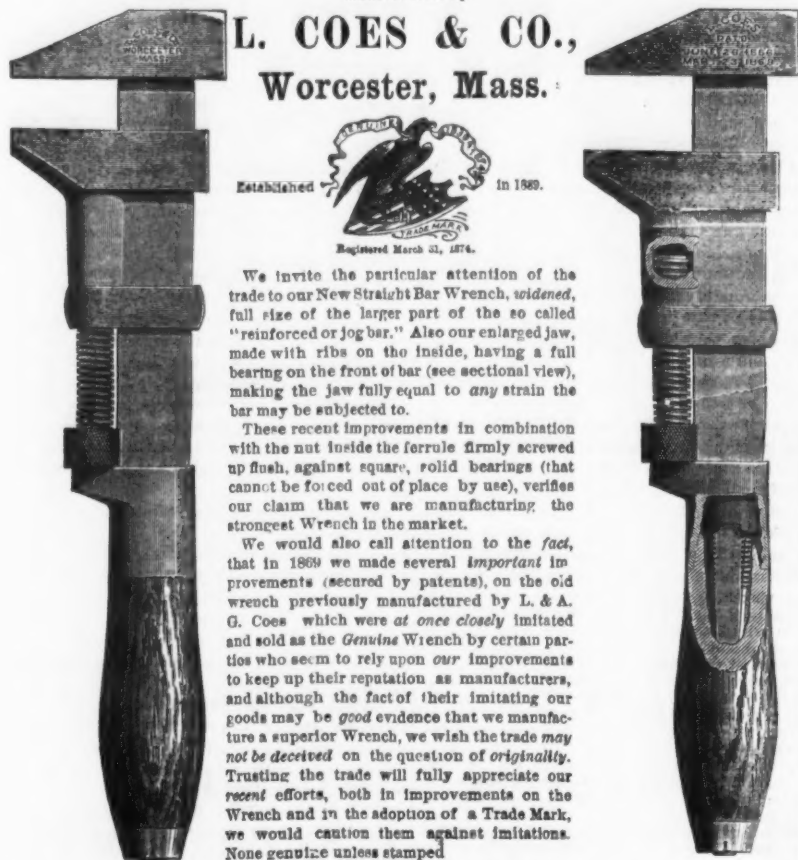 WORCESTER
MASS
L. COES & CO.,
Worcester, Mass.
L. COES
PAT'D
GENUINE
Established in 1889.
TRADE MARK
Registered March 31, 1874.
We invite the particular attention of the
trade to our New Straight Bar Wrench, widened,
full size of the larger part of the so called
"reinforced or jog bar." Also our enlarged jaw,
made with ribs on the inside, having a full
bearing on the front of bar (see sectional view),
making the jaw fully equal to any strain the
bar may be subjected to.
These recent improvements in combination
with the nut inside the ferrule firmly screwed
up flush, against square, solid bearings (that
cannot be forced out of place by use), verifies
our claim that we are manufacturing the
strongest Wrench in the market.
We would also call attention to the fact,
that in 1869 we made several important im
provements (secured by patents), on the old
wrench previously manufactured by L. & A.
G. Coes which were at once closely imitated
and sold as the Genuine Wrench by certain par-
ties who seem to rely upon our improvements
to keep up their reputation as manufacturers,
and although the fact of their imitating our
goods may be good evidence that we manufac-
ture a superior Wrench, we wish the trade may
not be deceived on the question of originality.
Trusting the trade will fully appreciate our
recent efforts, both in improvements on the
Wrench and in the adoption of a Trade Mark,
we would caution them against imitations.
None genuine unless stamped